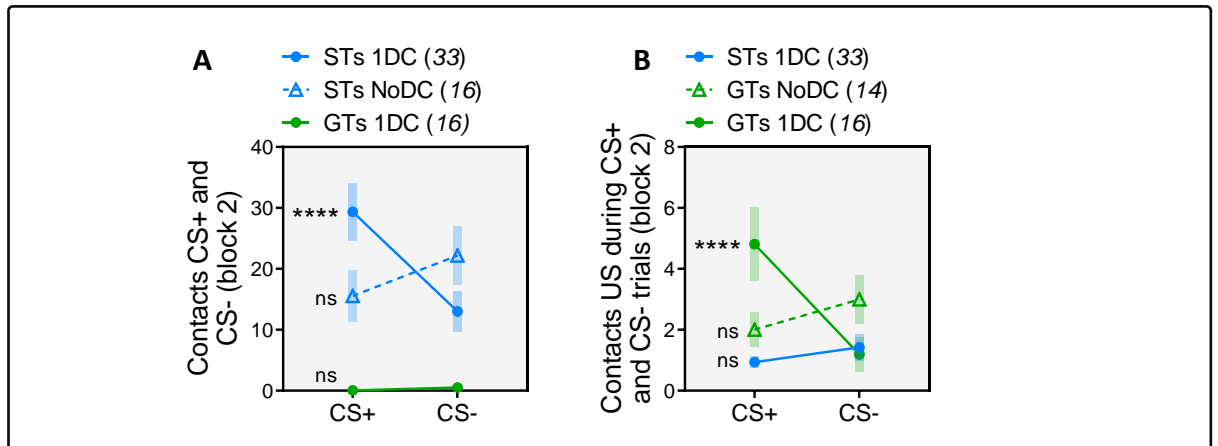 A
STs 1DC (33)
STs NoDC (16)
GTs 1DC (16)
Contacts CS+ and
CS- (block 2)
40
30
20
10
0
****
ns
ns
CS+
CS-
B
STs 1DC (33)
GTs NoDC (14)
GTs 1DC (16)
Contacts US during CS+
and CS- trials (block 2)
8
6
4
2
0
****
ns
ns
CS+
CS-